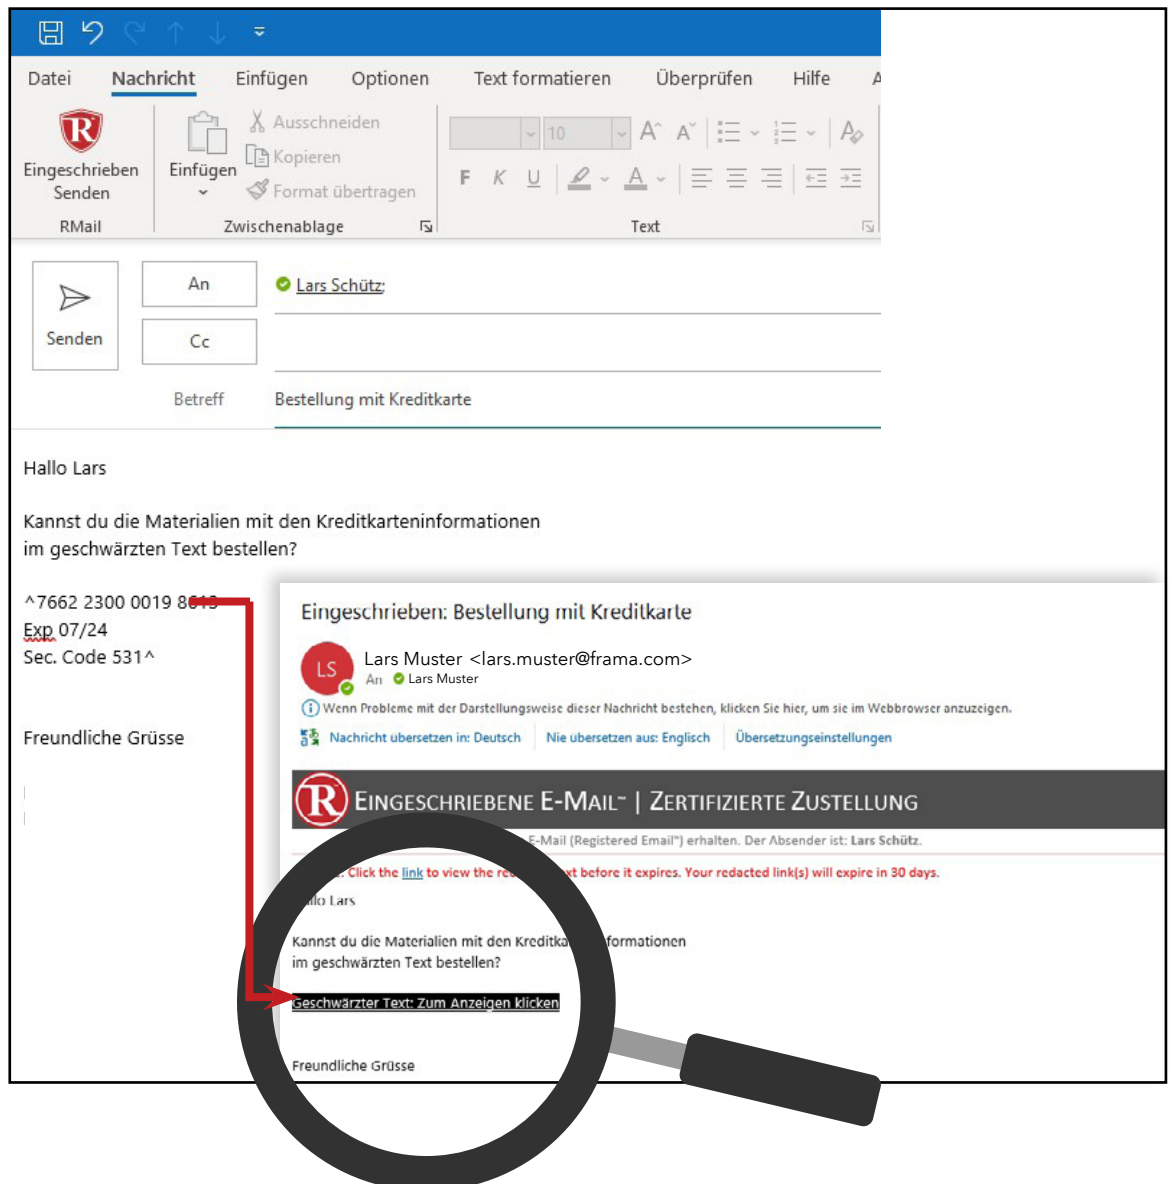 Datei Nachricht Einfügen Optionen Text formatieren Überprüfen Hilfe
R
Eingeschrieben
Senden
RMail
Einfügen
Ausschneiden
Kopieren
Format übertragen
Zwischenablage
10
F K U
Text
Senden
An Lars Schütz;
Cc
Betreff Bestellung mit Kreditkarte
Hallo Lars
Kannst du die Materialien mit den Kreditkarteninformationen
im geschwärzten Text bestellen?
^7662 2300 0019 8613
Exp 07/24
Sec. Code 531^
Freundliche Grüsse
Eingeschrieben: Bestellung mit Kreditkarte
LS
Lars Muster <lars.muster@frama.com>
An Lars Muster
Wenn Probleme mit der Darstellungsweise dieser Nachricht bestehen, klicken Sie hier, um sie im Webbrowser anzuzeigen.
Nachricht übersetzen in: Deutsch Nie übersetzen aus: Englisch Übersetzungseinstellungen
R EINGESCHRIEBENE E-MAIL™ | ZERTIFIZIERTE ZUSTELLUNG
E-Mail (Registered Email™) erhalten. Der Absender ist: Lars Schütz.
Click the link to view the text before it expires. Your redacted link(s) will expire in 30 days.
Lars
Kannst du die Materialien mit den
im geschwärzten Text bestellen?
Geschwärzter Text: Zum Anzeigen klicken
Freundliche Grüsse